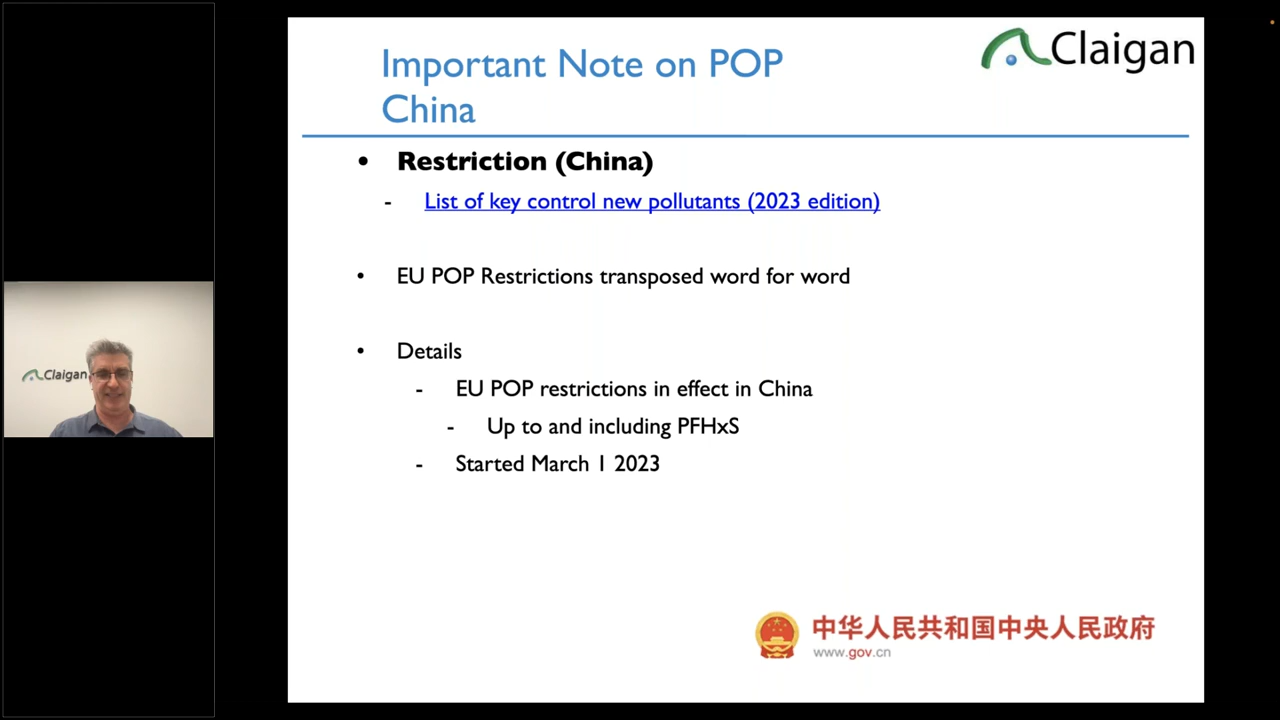 Claigan
Important Note on POP
China
• Restriction (China)
- List of key control new pollutants (2023 edition)
• EU POP Restrictions transposed word for word
• Details
- EU POP restrictions in effect in China
- Up to and including PFHxS
- Started March 1 2023
Claigan
中华人民共和国中央人民政府
www.gov.cn